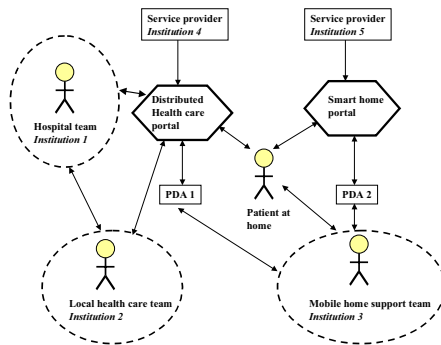 Service provider
Institution 4
Service provider
Institution 5
Distributed
Health care
portal
Smart home
portal
Hospital team
Institution 1
PDA 1
Patient at
home
PDA 2
Local health care team
Institution 2
Mobile home support team
Institution 3